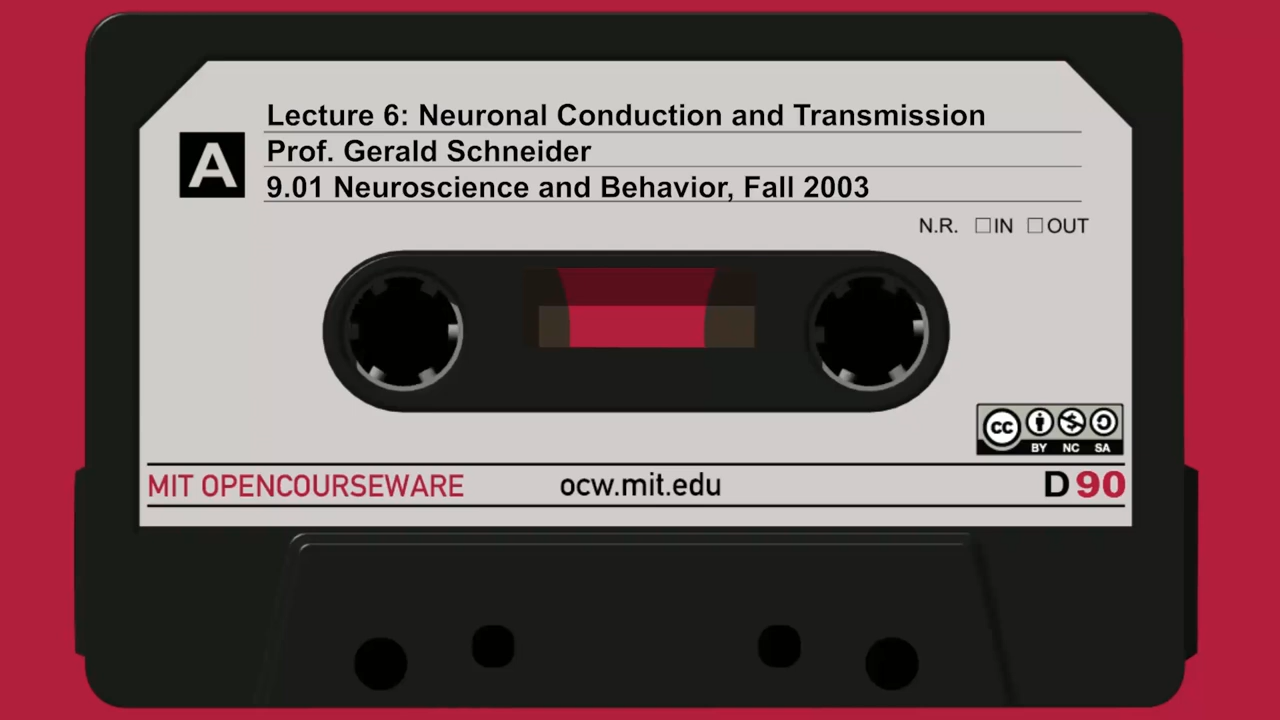 Lecture 6: Neuronal Conduction and Transmission
A
Prof. Gerald Schneider
9.01 Neuroscience and Behavior, Fall 2003
N.R. □IN □OUT
cc
BY NC SA
MIT OPENCOURSEWARE ocw.mit.edu D 90